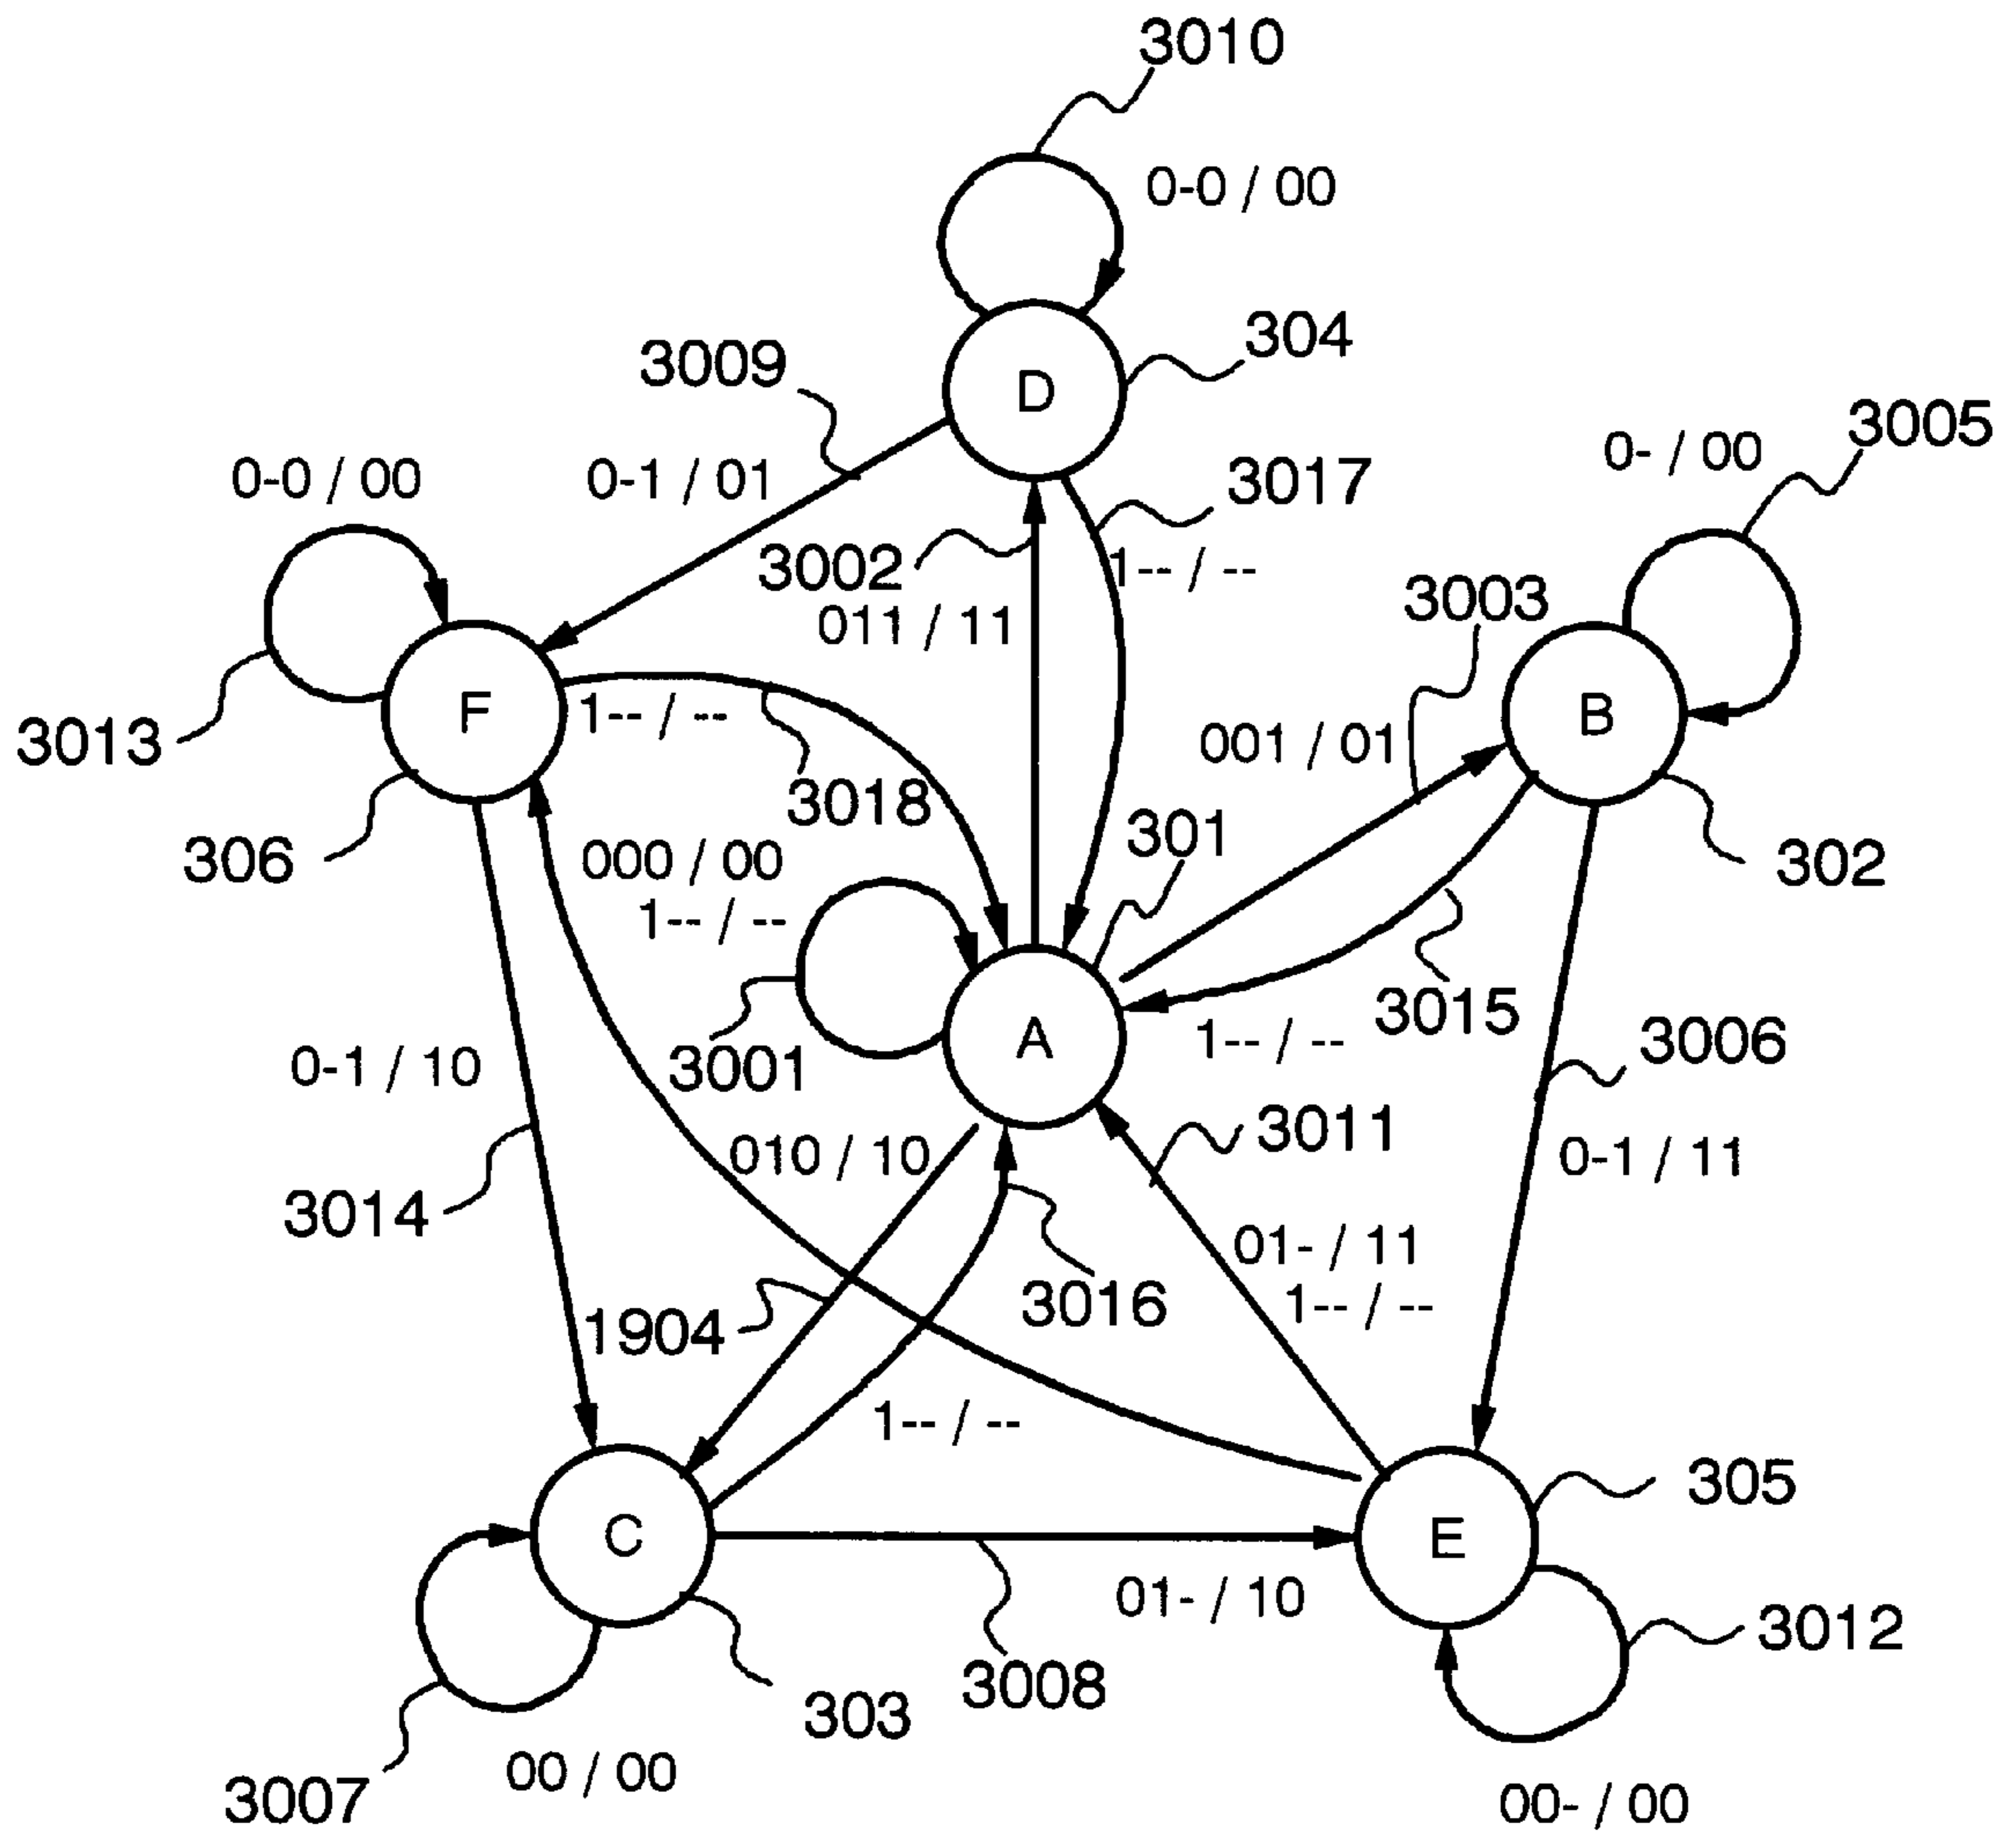 3010
0-0 / 00
304
3009
D
3005
0- / 00
0-0 / 00
0-1 / 01
3017
3002
1-- / --
3003
011 / 11
F
1-- / --
B
3013
001 / 01
3018
301
306
000 / 00
302
1-- / --
3015
A
1-- / --
3006
3001
0-1 / 10
3011
010 / 10
0-1 / 11
3014
01- / 11
3016
1-- / --
1904
1-- / --
305
C
E
01- / 10
3012
3008
303
00 / 00
3007
00- / 00